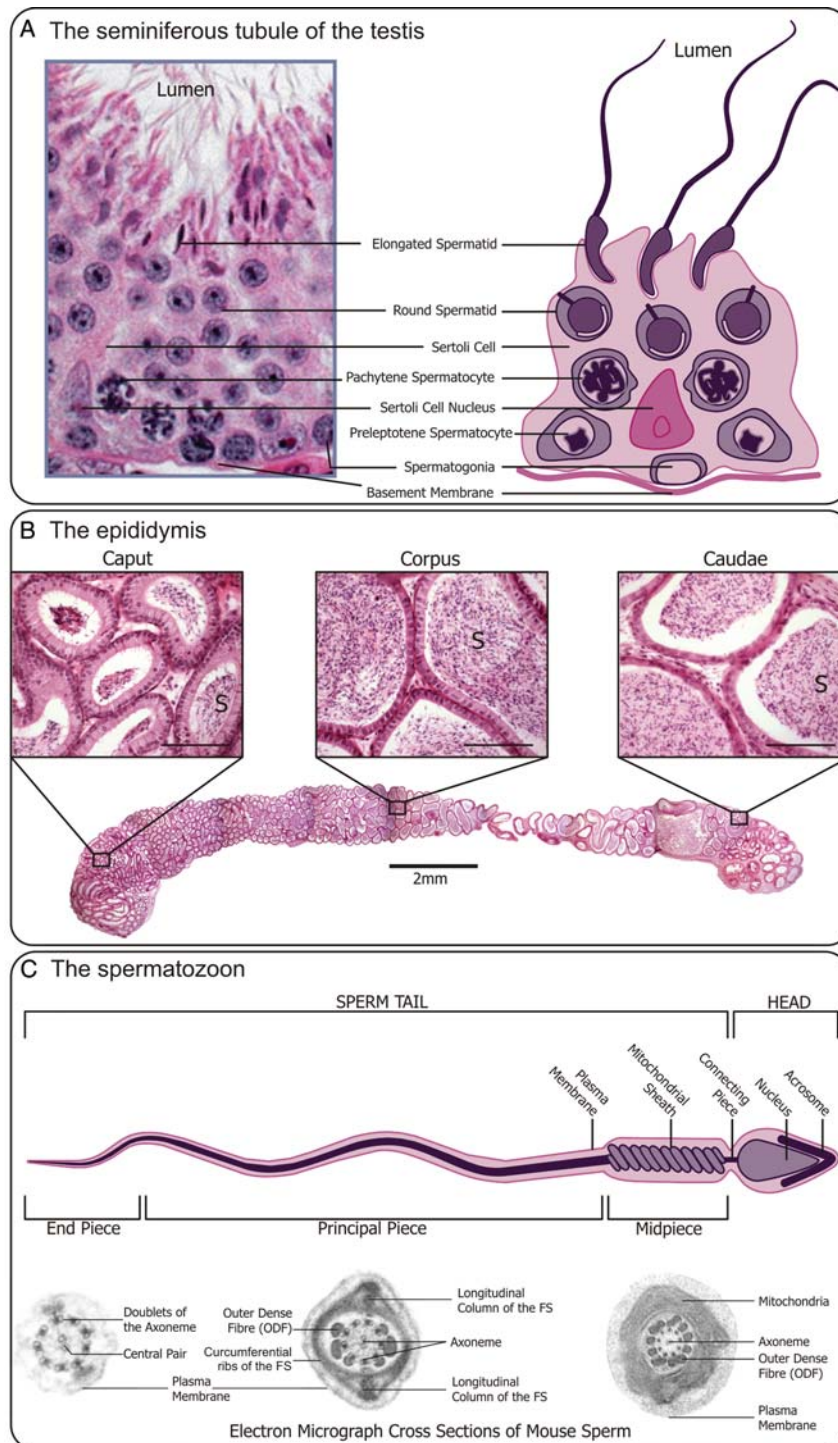 A The seminiferous tubule of the testis
Lumen
Lumen
Elongated Spermatid
Round Spermatid
Sertoli Cell
Pachytene Spermatocyte
Sertoli Cell Nucleus
Preleptotene Spermatocyte
Spermatogonia
Basement Membrane
B The epididymis
Caput
Corpus
Caudae
S
S
S
2mm
C The spermatozoon
SPERM TAIL
HEAD
Plasma
Membrane
Mitochondrial
Sheath
Connecting
Piece
Nucleus
Acrosome
End Piece
Principal Piece
Midpiece
Doublets of
the Axoneme
Central Pair
Plasma
Membrane
Outer Dense
Fibre (ODF)
Curcumferential
ribs of the FS
Longitudinal
Column of the FS
Axoneme
Longitudinal
Column of the FS
Mitochondria
Axoneme
Outer Dense
Fibre (ODF)
Plasma
Membrane
Electron Micrograph Cross Sections of Mouse Sperm